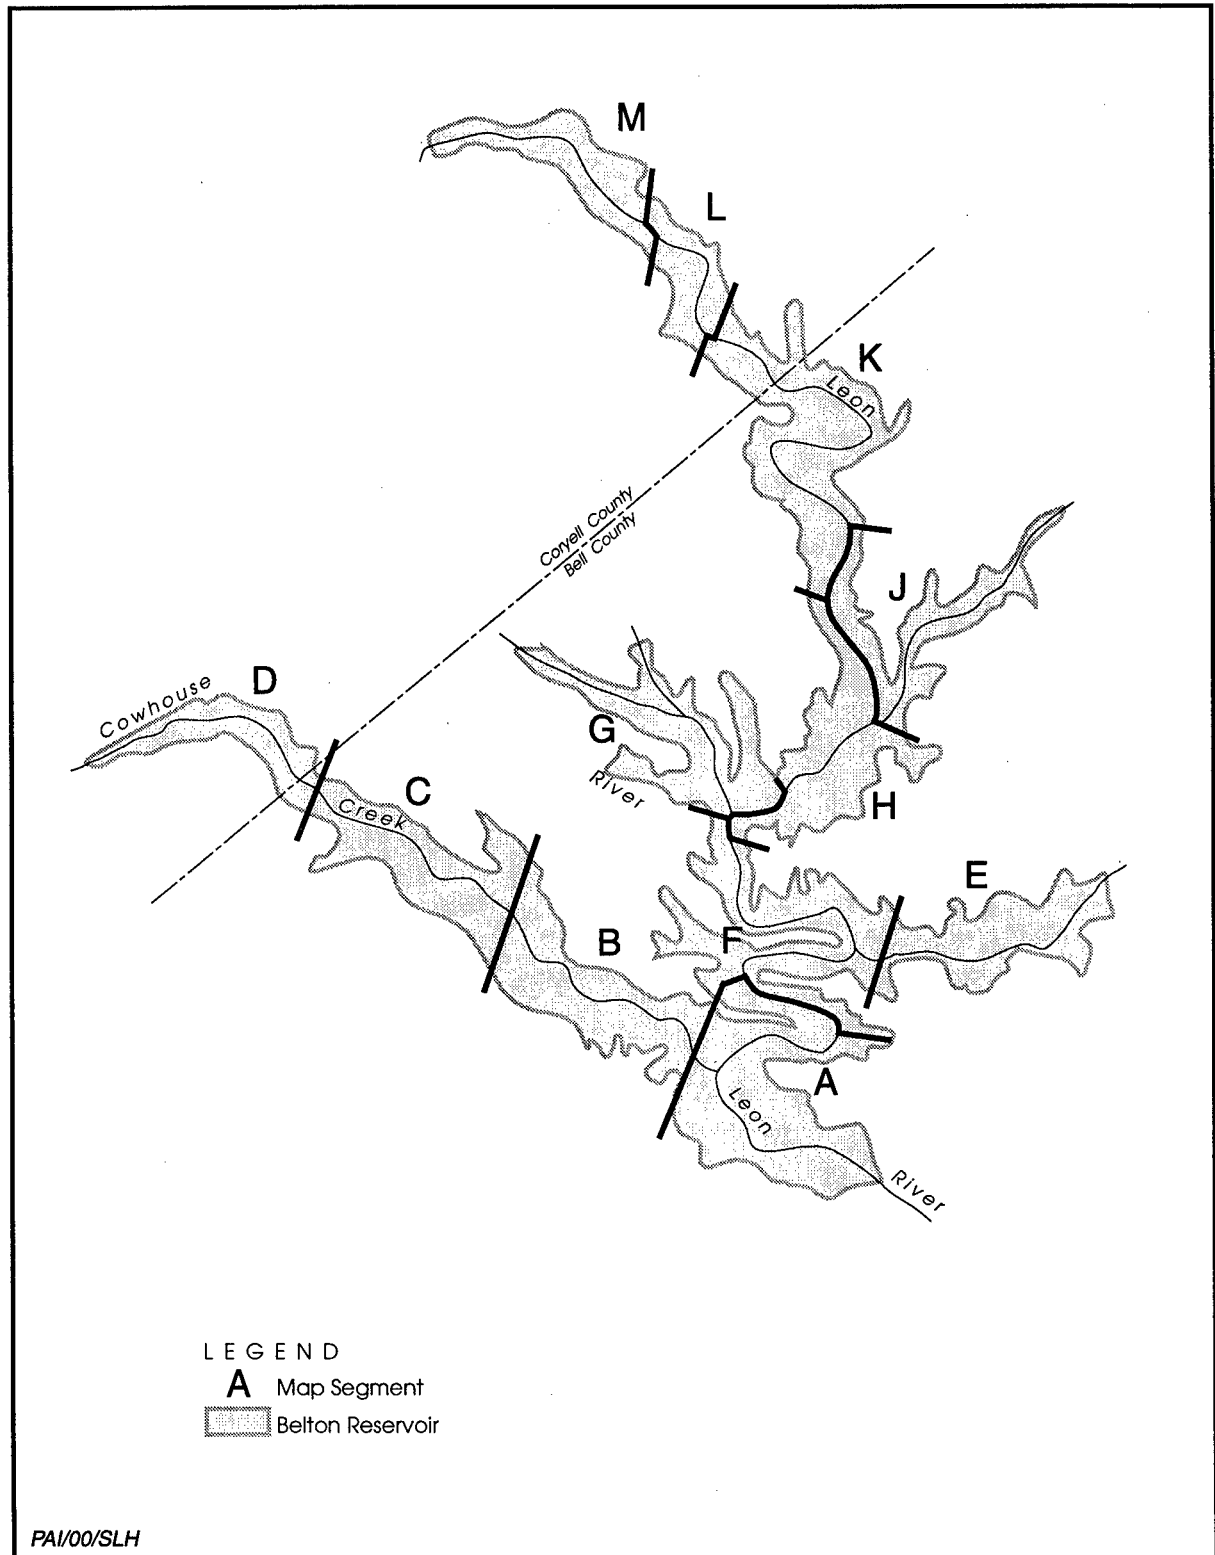 M
L
K
Leon
Coryell County
Bell County
J
D
Cowhouse
G
River
C
Creek
H
E
B
F
A
Leon
River
LEGEND
A Map Segment
Belton Reservoir
PAI/00/SLH